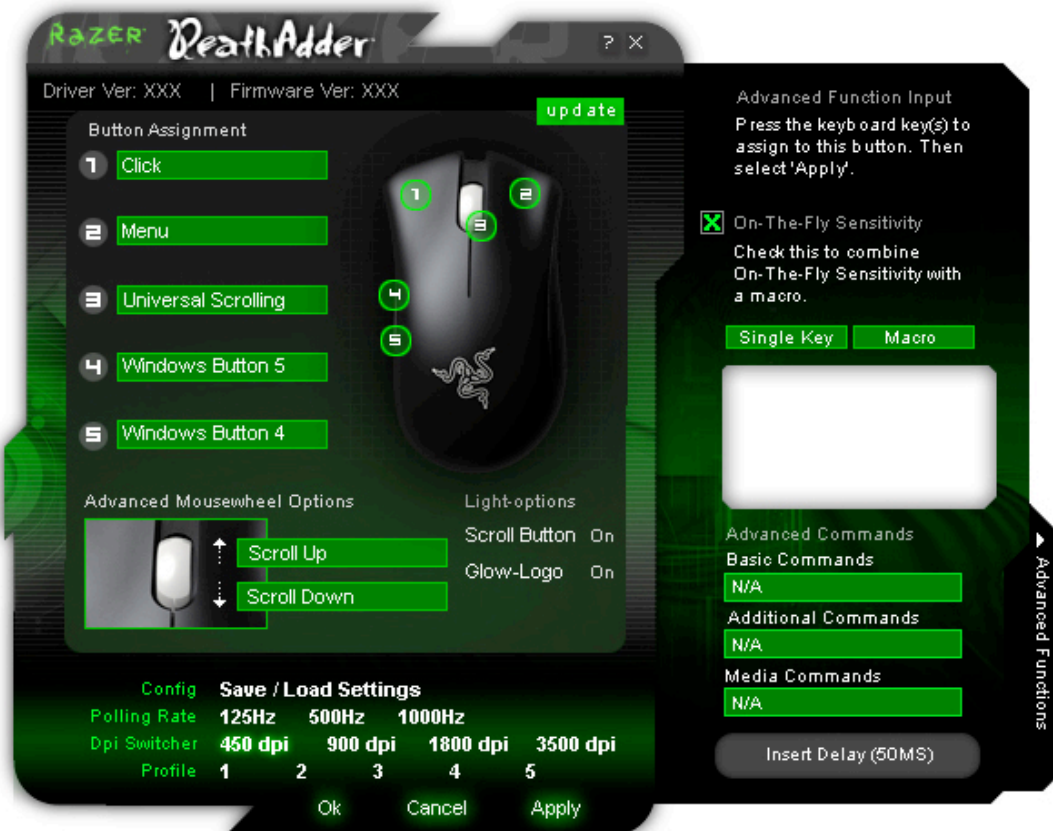 RAZER DeathAdder ? X
Driver Ver: XXX | Firmware Ver: XXX
update
Button Assignment
1 Click
2 Menu
3 Universal Scrolling
4 Windows Button 5
5 Windows Button 4
1
2
3
4
5
Advanced Mousewheel Options
Scroll Up
Scroll Down
Light-options
Scroll Button On
Glow-Logo On
Config Save / Load Settings
Polling Rate 125Hz 500Hz 1000Hz
Dpi Switcher 450 dpi 900 dpi 1800 dpi 3500 dpi
Profile 1 2 3 4 5
Ok Cancel Apply
Advanced Function Input
Press the keyboard key(s) to
assign to this button. Then
select 'Apply'.
X On-The-Fly Sensitivity
Check this to combine
On-The-Fly Sensitivity with
a macro.
Single Key Macro
Advanced Commands
Basic Commands
N/A
Additional Commands
N/A
Media Commands
N/A
Insert Delay (50MS)
Advanced Functions